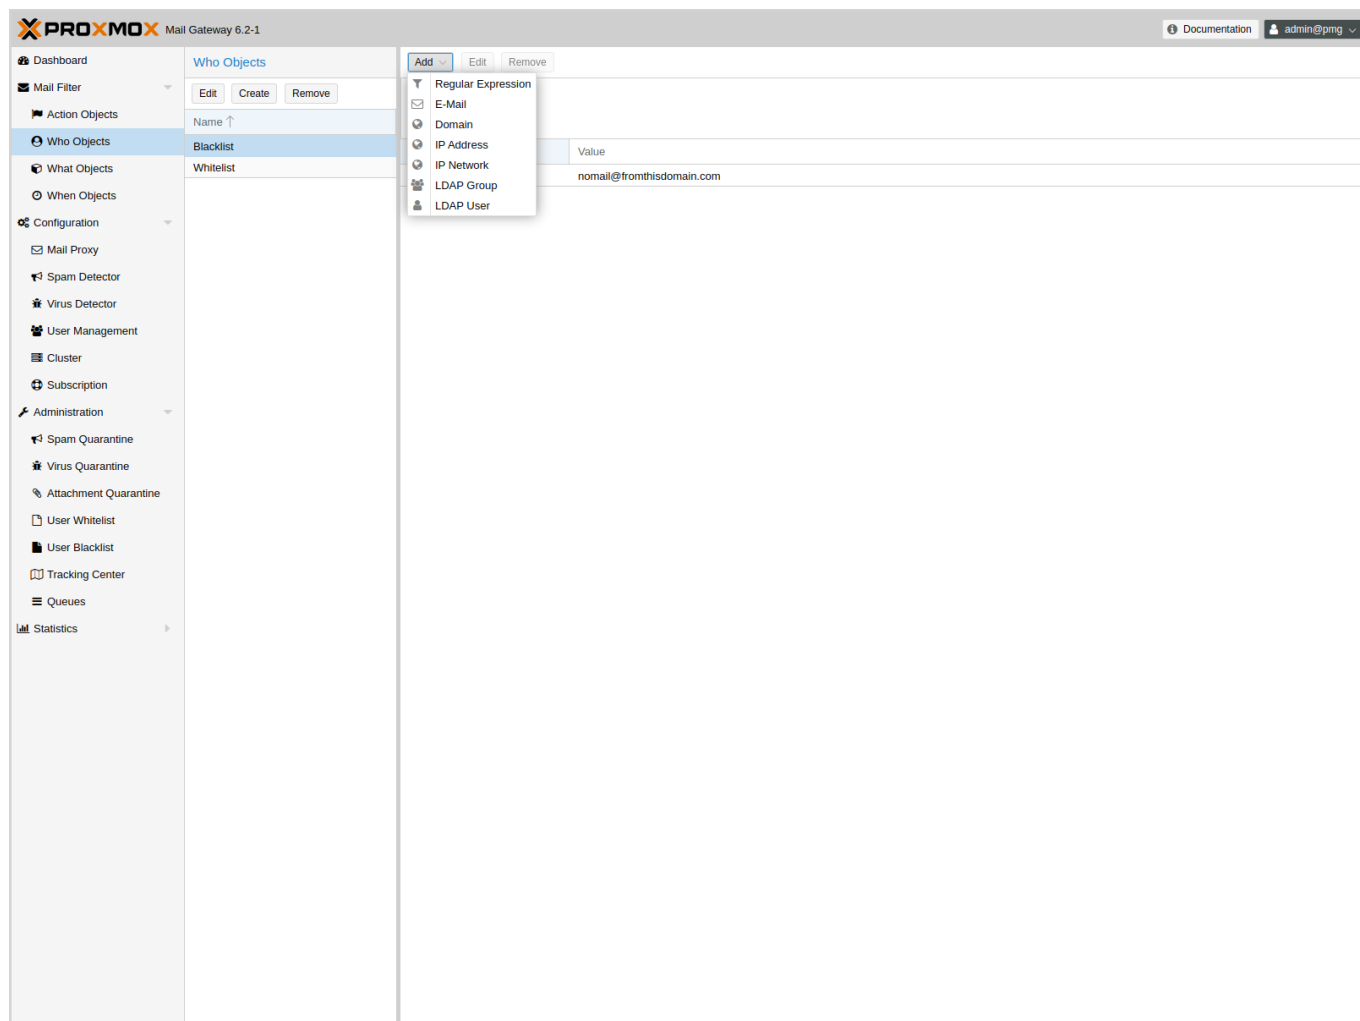 PROXMOX Mail Gateway 6.2-1
Documentation
admin@pmg
Dashboard
Mail Filter
Action Objects
Who Objects
What Objects
When Objects
Configuration
Mail Proxy
Spam Detector
Virus Detector
User Management
Cluster
Subscription
Administration
Spam Quarantine
Virus Quarantine
Attachment Quarantine
User Whitelist
User Blacklist
Tracking Center
Queues
Statistics
Who Objects
Edit Create Remove
Name
Blacklist
Whitelist
Add Edit Remove
Regular Expression
E-Mail
Domain
IP Address
IP Network
LDAP Group
LDAP User
Value
nomail@fromthisdomain.com